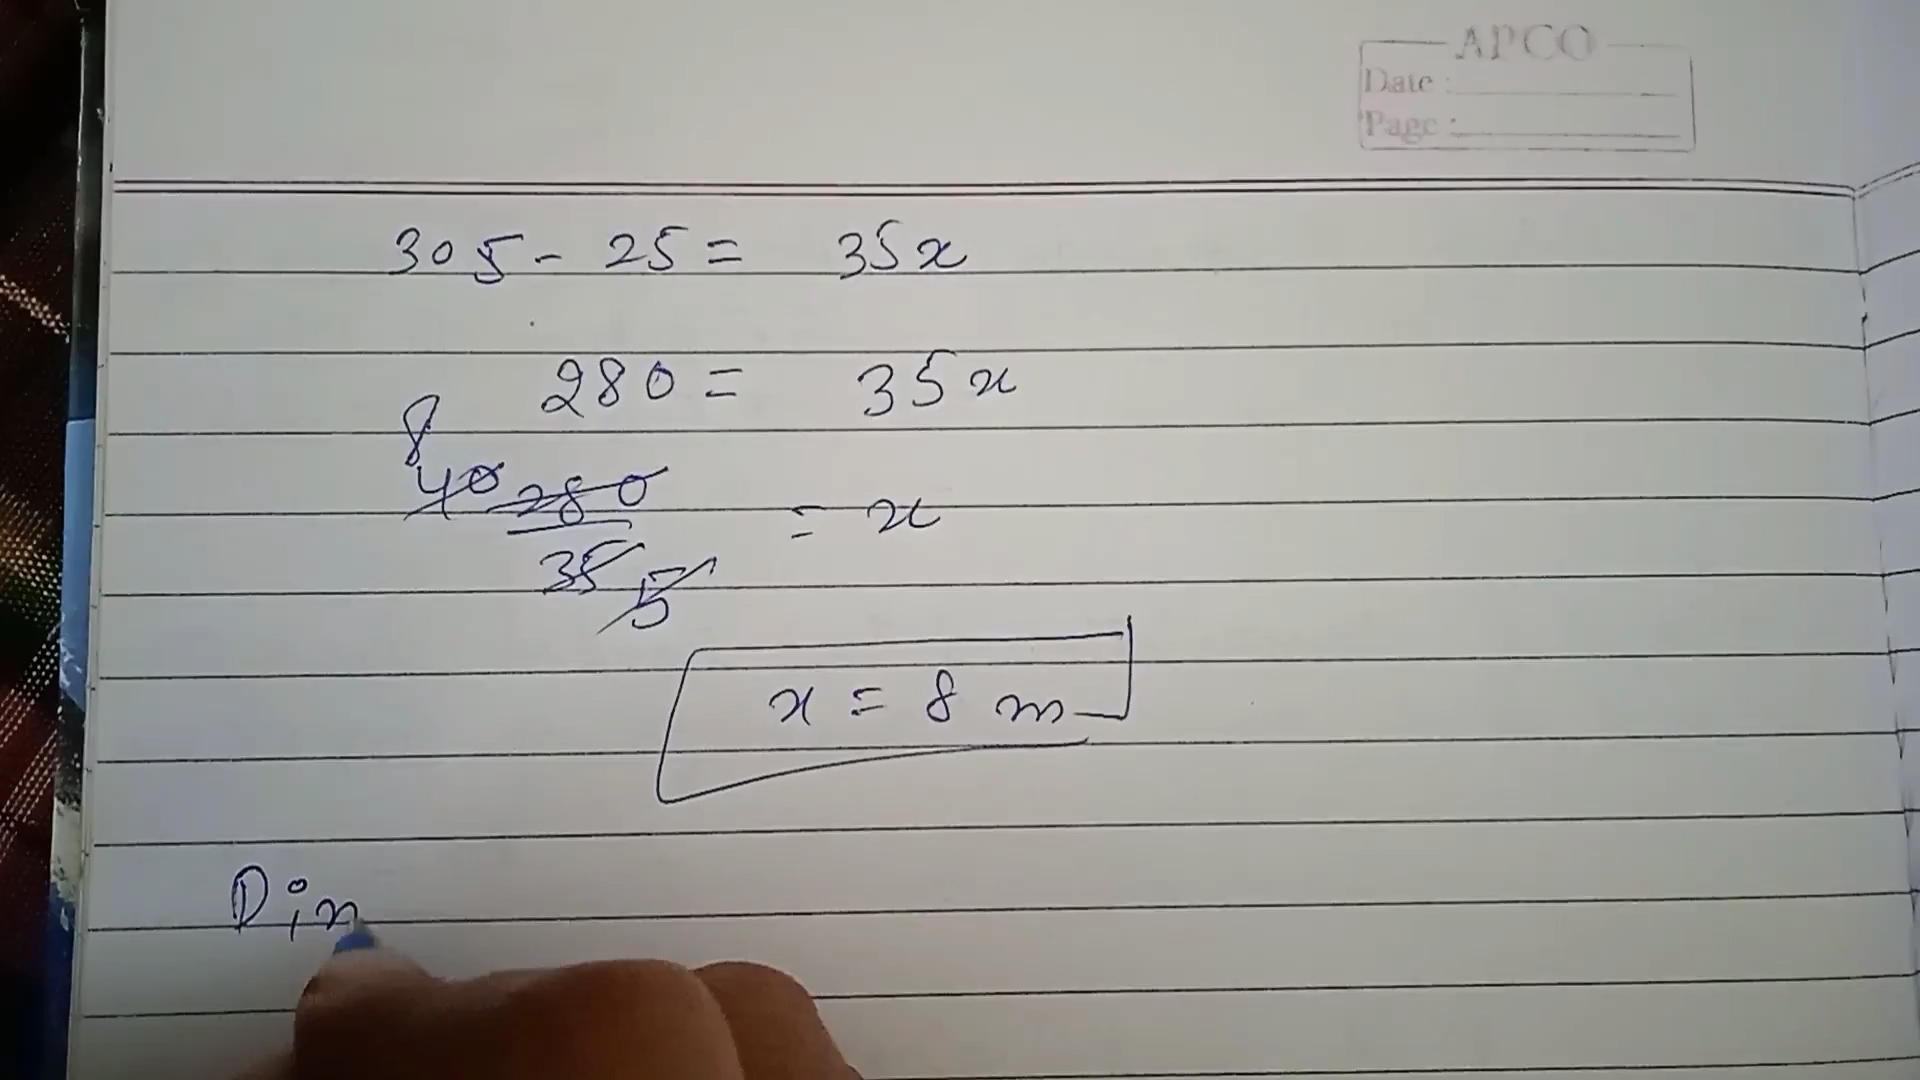 APCO
Date :
Page :
305 - 25 = 35x
280 = 35x
8
40 280
= x
35 5
x = 8 m
Dim